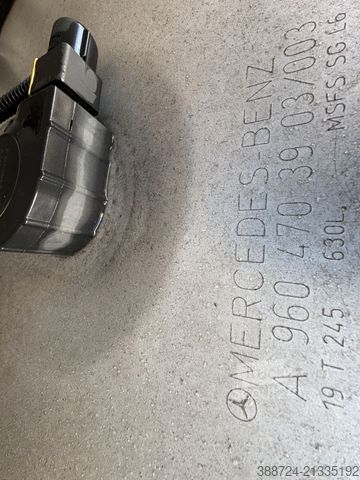 MERCEDES-BENZ
A 960 470 39 03/003
19 T 245 630L, MSFS SG L6
388724-21335192